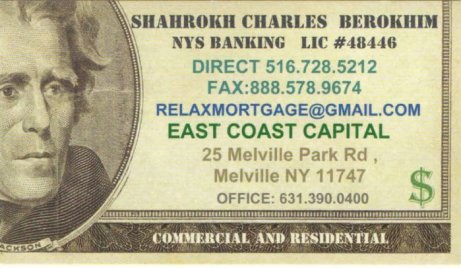 SHAHROKH CHARLES BEROKHIM
NYS BANKING LIC #48446
DIRECT 516.728.5212
FAX:888.578.9674
RELAXMORTGAGE@GMAIL.COM
EAST COAST CAPITAL
25 Melville Park Rd ,
Melville NY 11747
$
OFFICE: 631.390.0400
COMMERCIAL AND RESIDENTIAL
JACKSON